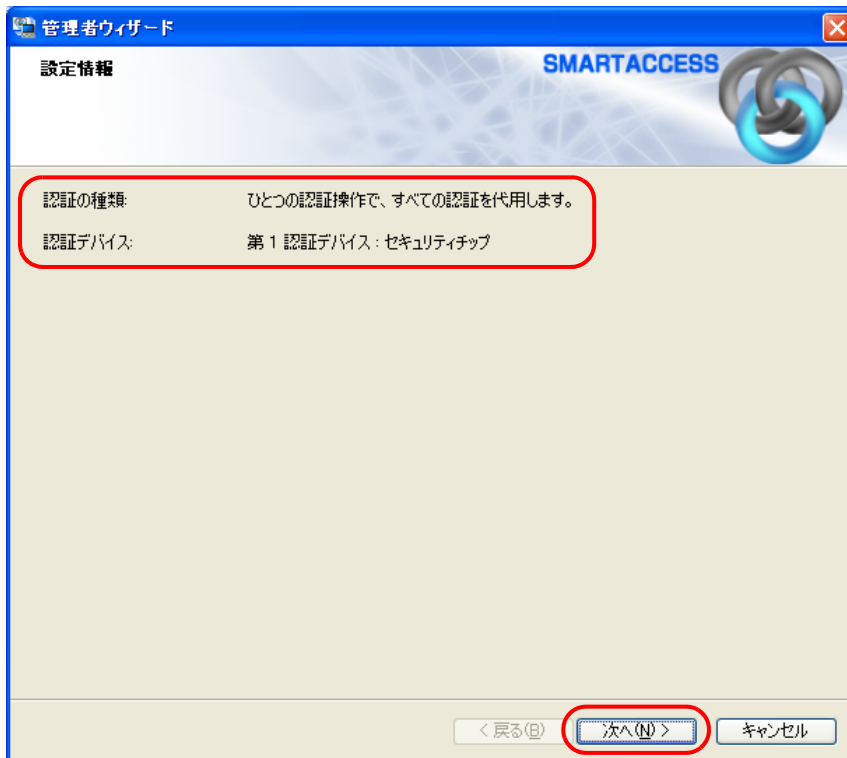 管理者ウィザード
設定情報
SMARTACCESS
認証の種類: ひとつの認証操作で、すべての認証を代用します。
認証デバイス: 第1認証デバイス:セキュリティチップ
< 戻る(B) 次へ(N) > キャンセル